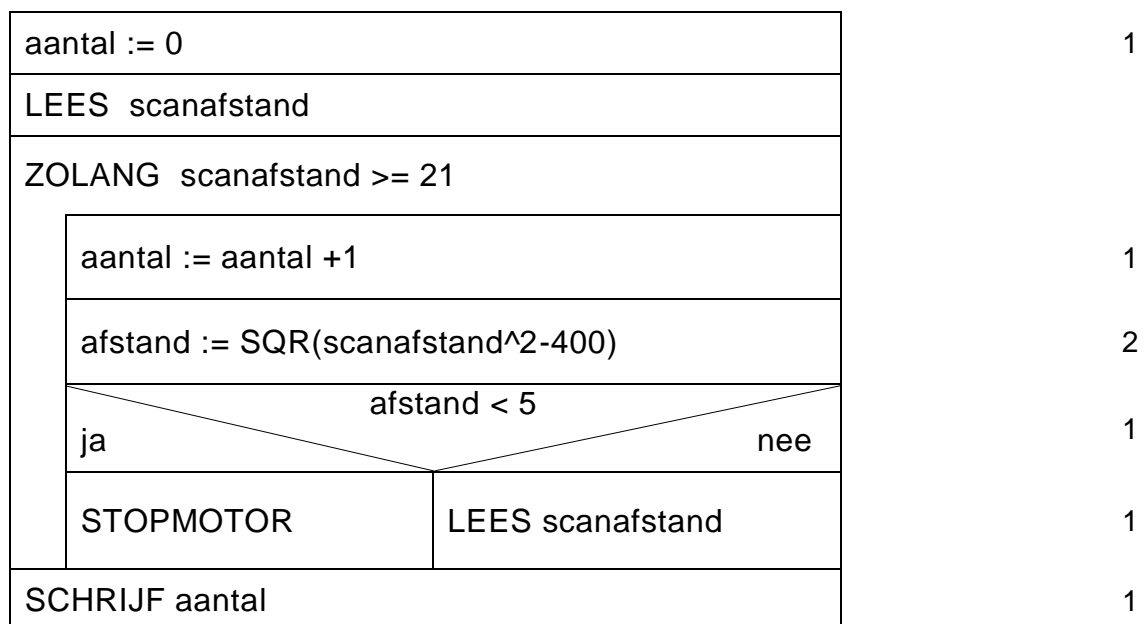 aantal := 0 1
LEES scanafstand
ZOLANG scanafstand >= 21
aantal := aantal +1 1
afstand := SQR(scanafstand^2-400) 2
afstand < 5
ja nee 1
STOPMOTOR LEES scanafstand 1
SCHRIJF aantal 1